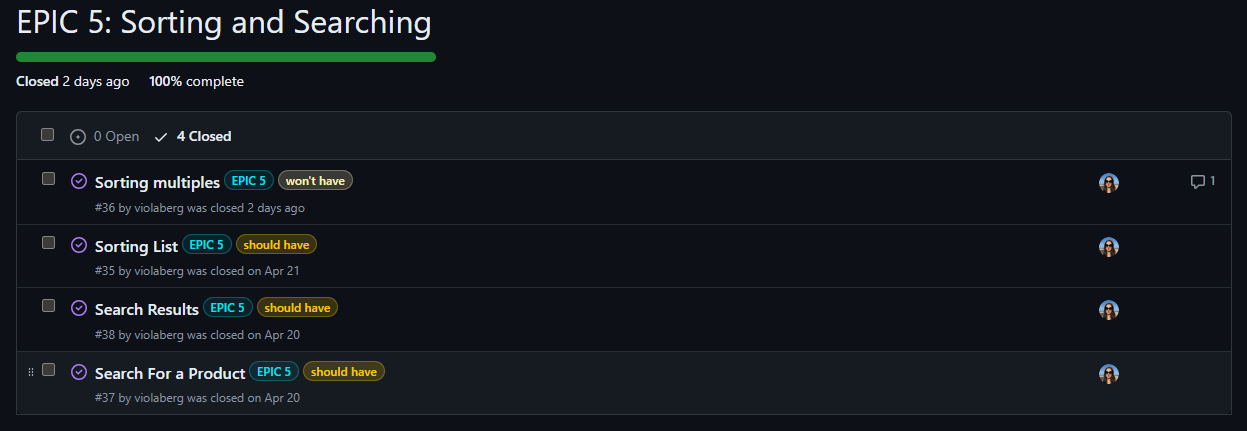 EPIC 5: Sorting and Searching
Closed 2 days ago 100% complete
0 Open 4 Closed
Sorting multiples EPIC 5 won't have
1
#36 by violaberg was closed 2 days ago
Sorting List EPIC 5 should have
#35 by violaberg was closed on Apr 21
Search Results EPIC 5 should have
#38 by violaberg was closed on Apr 20
Search For a Product EPIC 5 should have
#37 by violaberg was closed on Apr 20